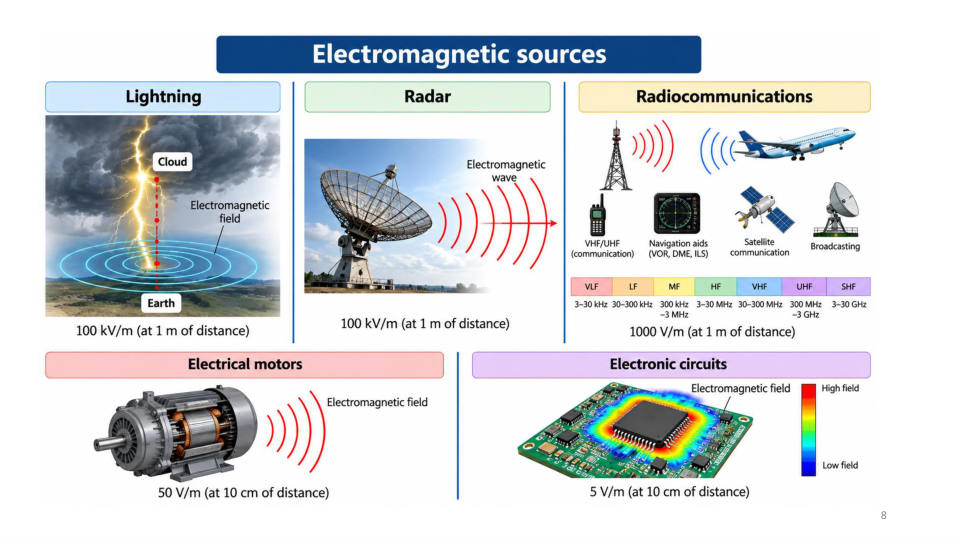 Electromagnetic sources
Lightning
Cloud
Electromagnetic
field
Earth
100 kV/m (at 1 m of distance)
Radar
Electromagnetic
wave
100 kV/m (at 1 m of distance)
Radiocommunications
VHF/UHF
(communication)
Navigation aids
(VOR, DME, ILS)
Satellite
communication
Broadcasting
VLF LF MF HF VHF UHF SHF
3–30 kHz 30–300 kHz 300 kHz 3–30 MHz 30–300 MHz 300 MHz 3–30 GHz
–3 MHz –3 GHz
1000 V/m (at 1 m of distance)
Electrical motors
Electromagnetic field
50 V/m (at 10 cm of distance)
Electronic circuits
Electromagnetic field
High field
Low field
5 V/m (at 10 cm of distance)
8